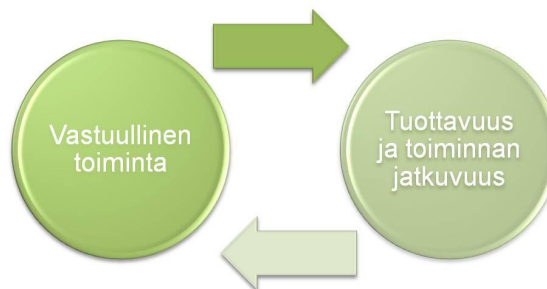 Vastuullinen
toiminta
Tuottavuus
ja toiminnan
jatkuvuus